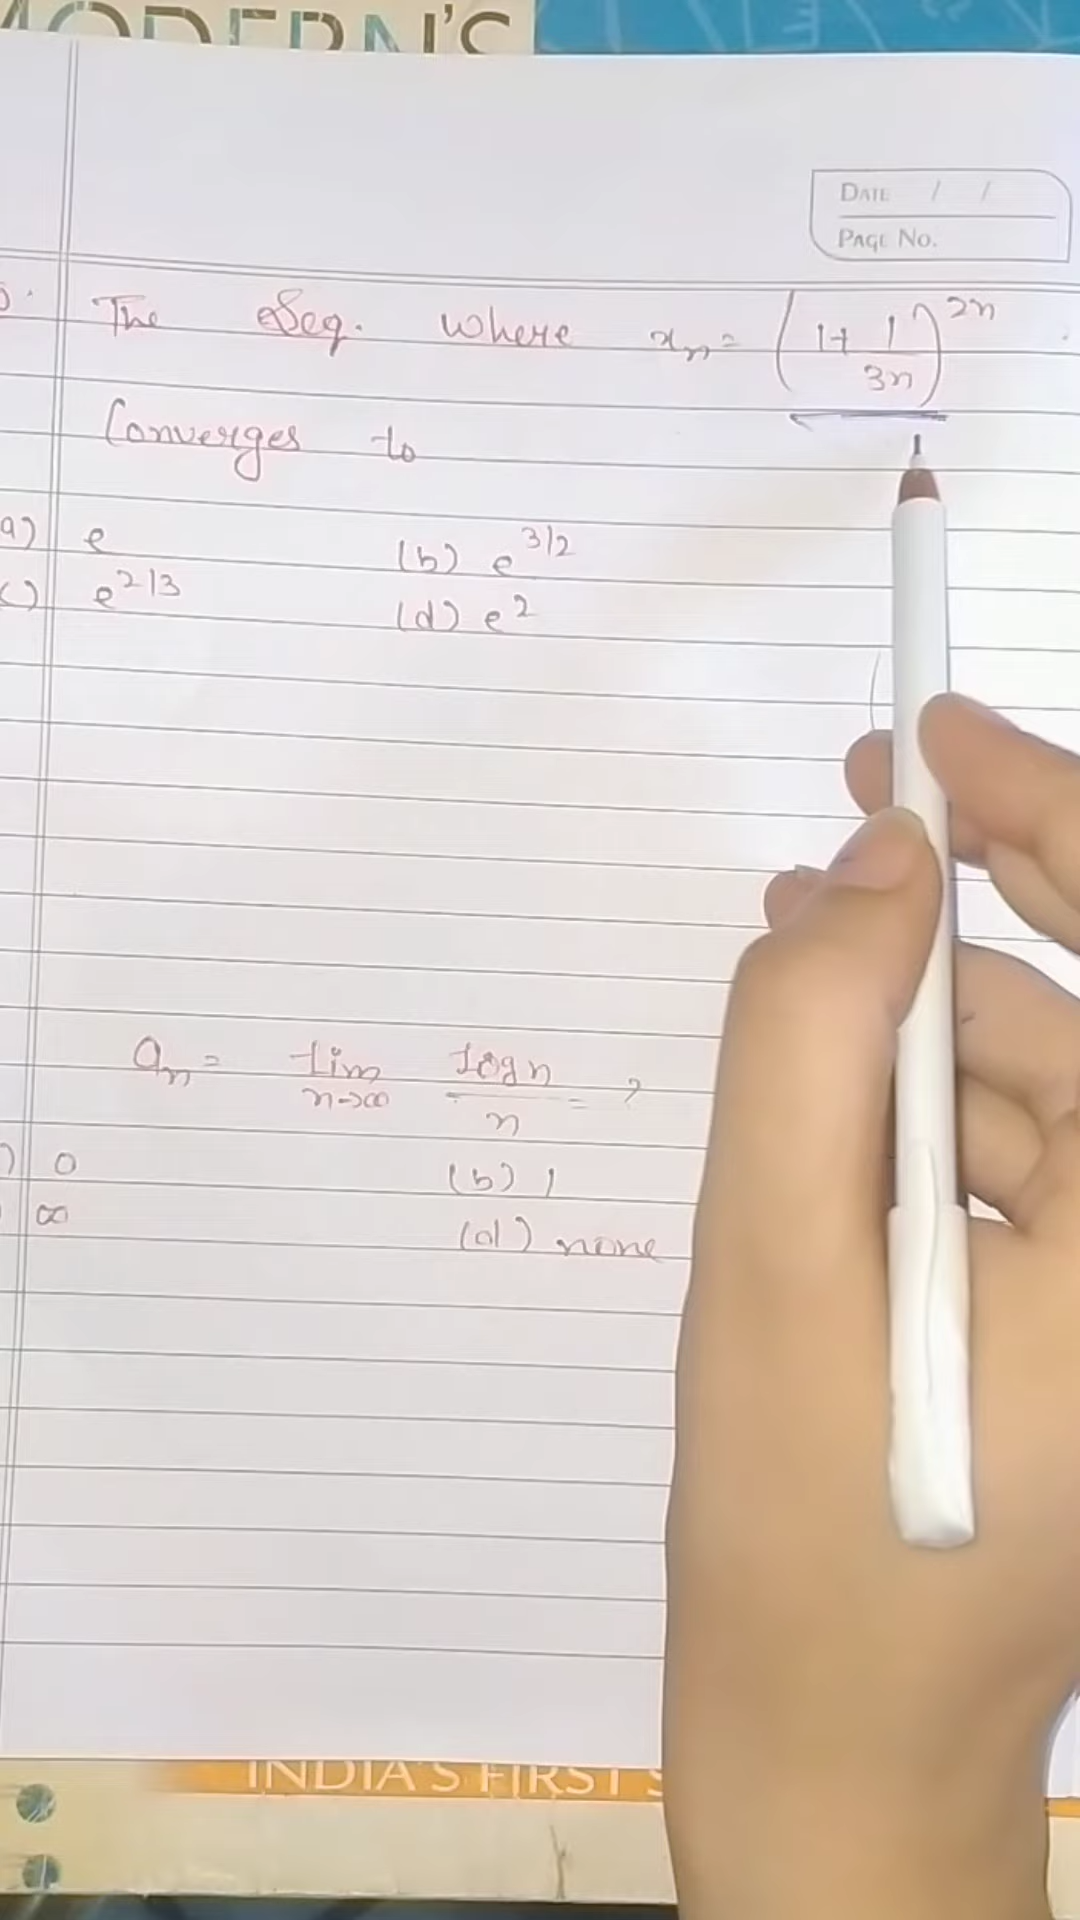 MODERN'S
DATE / /
PAGE NO.
The Seq. where xₙ = (1 + 1/3n)²ⁿ
Converges to
a) e (b) e^3/2
c) e^2/3 (d) e²
aₙ = lim n→∞ log n / n = ?
) 0 (b) 1
) ∞ (d) none
INDIA'S FIRST S